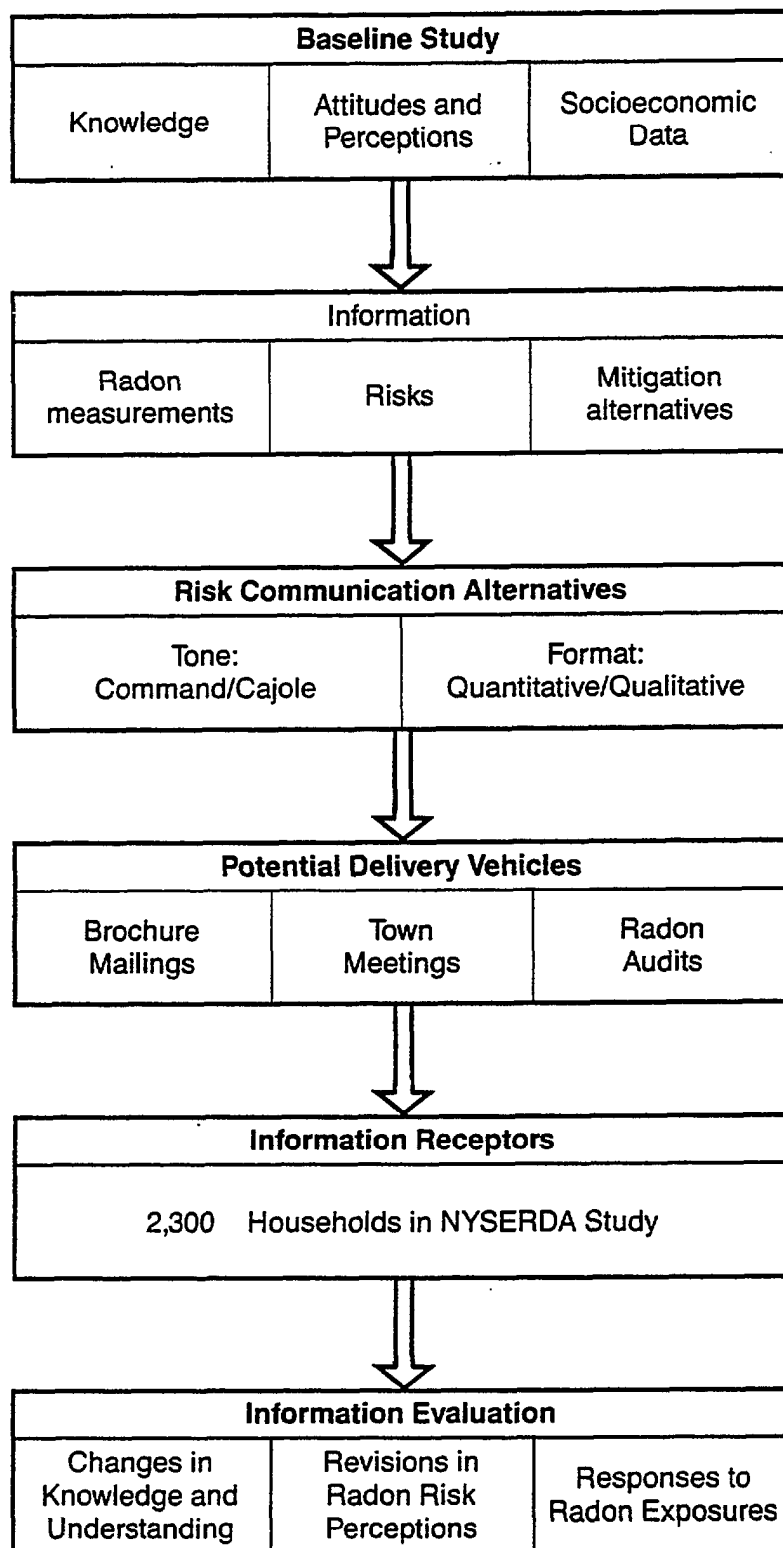 Baseline Study
Knowledge
Attitudes and
Perceptions
Socioeconomic
Data
Information
Radon
measurements
Risks
Mitigation
alternatives
Risk Communication Alternatives
Tone:
Command/Cajole
Format:
Quantitative/Qualitative
Potential Delivery Vehicles
Brochure
Mailings
Town
Meetings
Radon
Audits
Information Receptors
2,300 Households in NYSERDA Study
Information Evaluation
Changes in
Knowledge and
Understanding
Revisions in
Radon Risk
Perceptions
Responses to
Radon Exposures